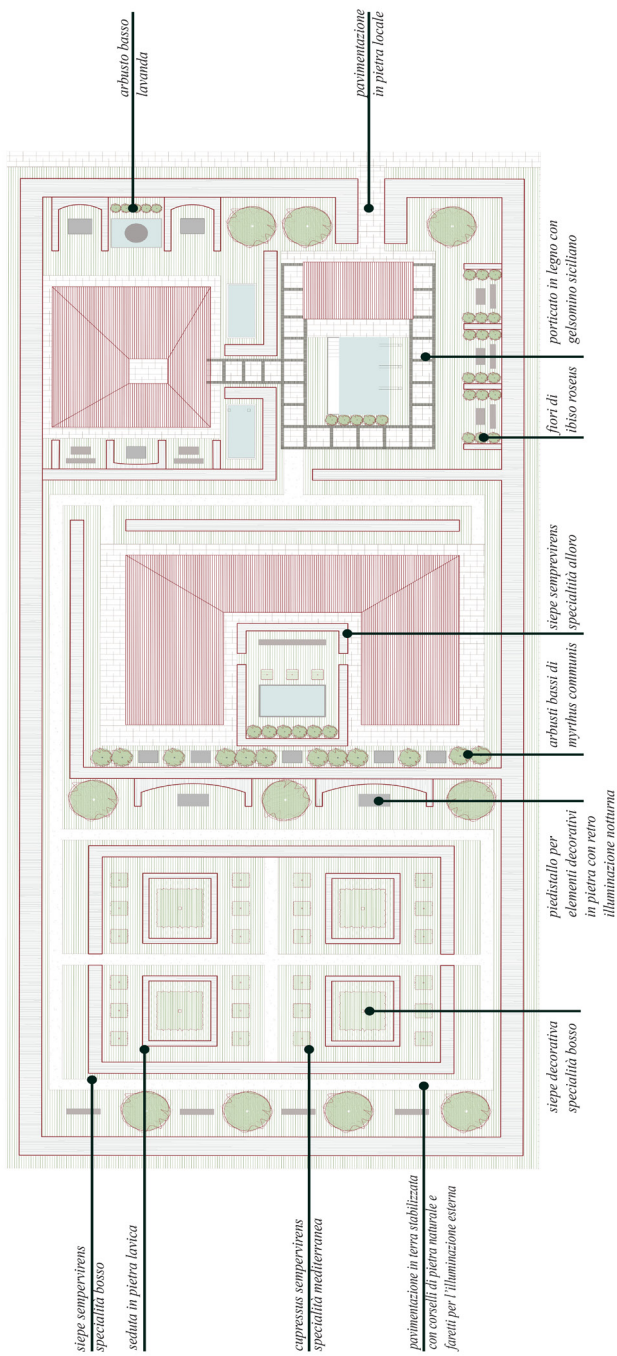 siepe sempervirens
specialità bosso
seduta in pietra lavica
cupressus sempervirens
specialità mediterranea
pavimentazione in terra stabilizzata
con corselli di pietra naturale e
faretti per l'illuminazione esterna
arbusto basso
lavanda
pavimentazione
in pietra locale
siepe decorativa
specialità bosso
piedistallo per
elementi decorativi
in pietra con retro
illuminazione notturna
arbusti bassi di
myrthus communis
siepe semprevirens
specialtità alloro
fiori di
ibiso roseus
porticato in legno con
gelsomino siciliano